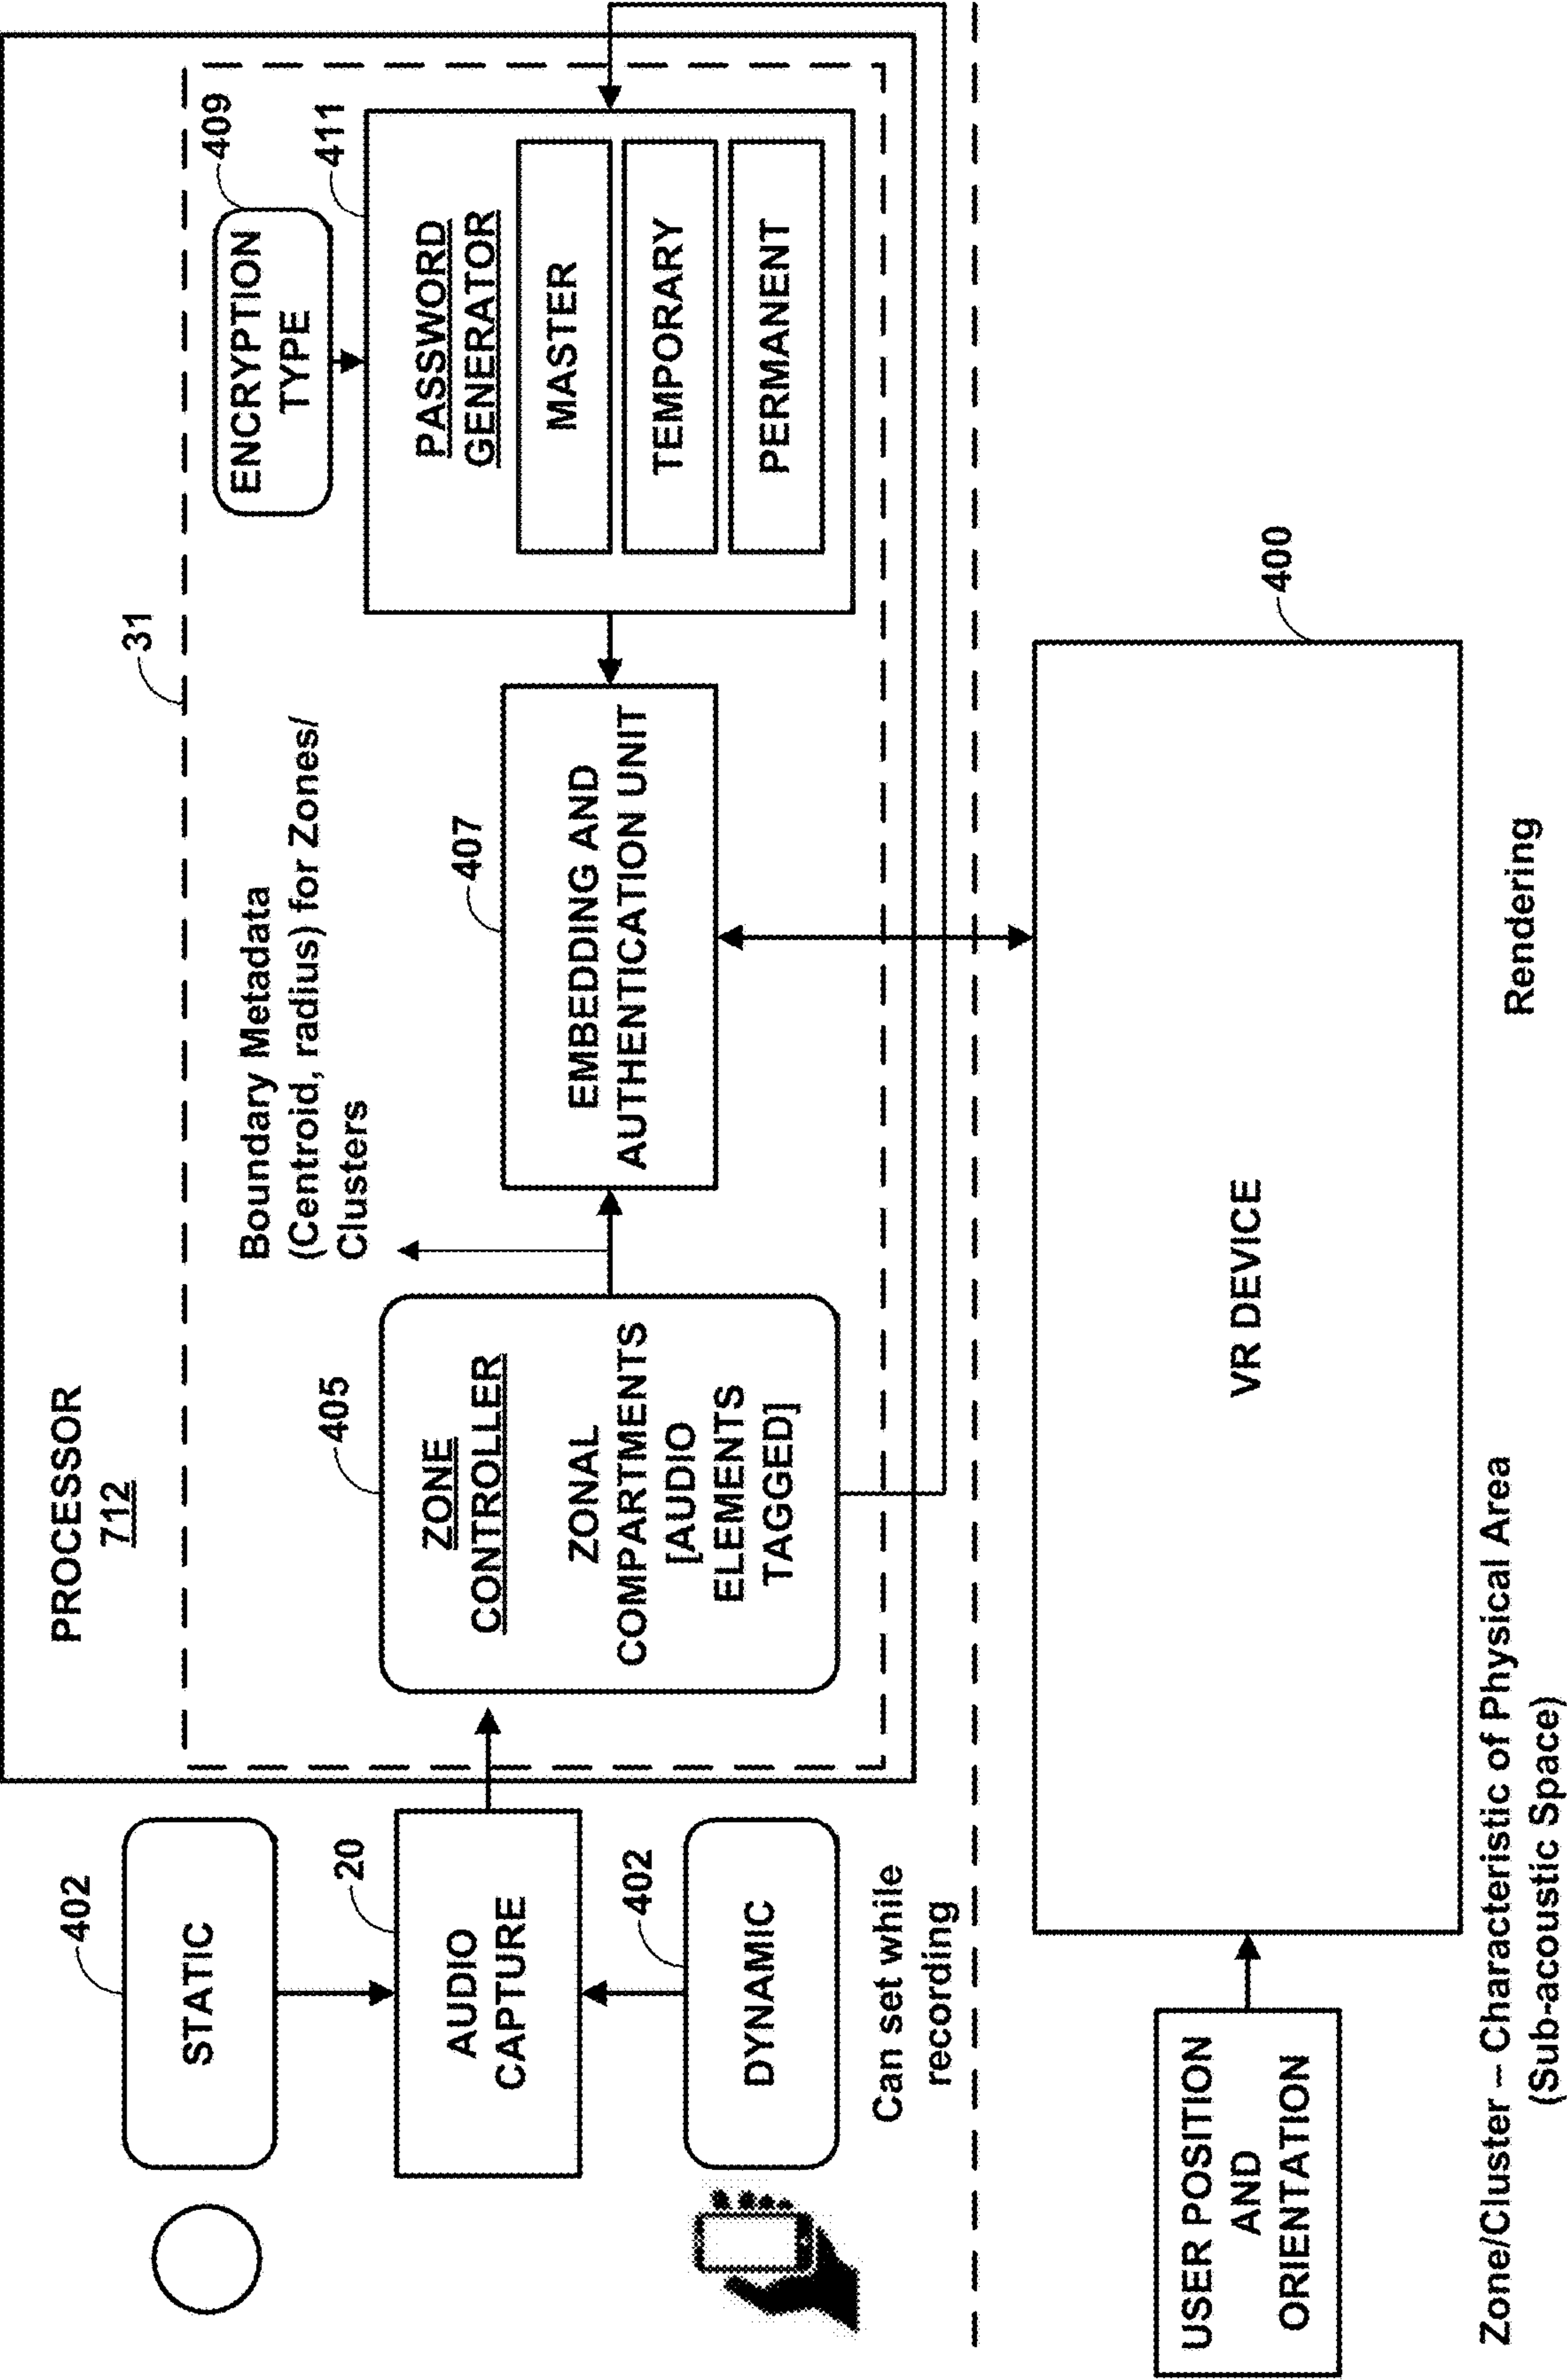 402
STATIC
20
AUDIO
CAPTURE
402
DYNAMIC
Can set while
recording
PROCESSOR
712
31
405
ZONE
CONTROLLER
ZONAL
COMPARTMENTS
[AUDIO
ELEMENTS
TAGGED]
Boundary Metadata
(Centroid, radius) for Zones/
Clusters
407
EMBEDDING AND
AUTHENTICATION UNIT
409
ENCRYPTION
TYPE
411
PASSWORD
GENERATOR
MASTER
TEMPORARY
PERMANENT
USER POSITION
AND
ORIENTATION
400
VR DEVICE
Rendering
Zone/Cluster – Characteristic of Physical Area
(Sub-acoustic Space)